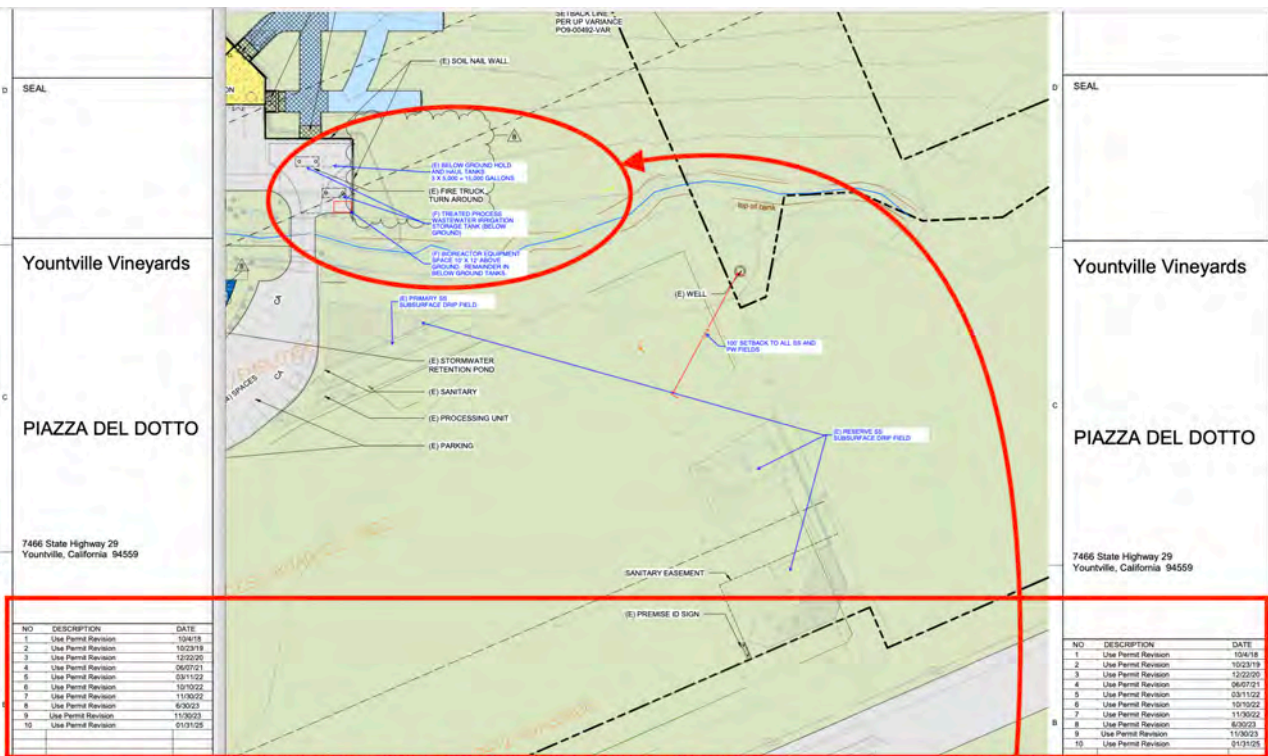 SEAL
Yountville Vineyards
PIAZZA DEL DOTTO
7466 State Highway 29
Yountville, California 94559
NO DESCRIPTION DATE
1 Use Permit Revision 10/4/18
2 Use Permit Revision 10/23/19
3 Use Permit Revision 12/22/20
4 Use Permit Revision 06/07/21
5 Use Permit Revision 03/11/22
6 Use Permit Revision 10/10/22
7 Use Permit Revision 11/30/22
8 Use Permit Revision 6/30/23
9 Use Permit Revision 11/30/23
10 Use Permit Revision 01/31/25
D
C
SETBACK LINE
PER UP VARIANCE
PO9-00492-VAR
(E) SOIL NAIL WALL
(E) BELOW GROUND HOLD
AND HAUL TANKS
(E) FIRE TRUCK
TURN AROUND
(F) TREATED PROCESS
WASTEWATER IRRIGATION
STORAGE TANK (BELOW
GROUND)
(F) BIOREACTOR EQUIPMENT
SPACE 10' X 12' ABOVE
GROUND. REMAINDER IN
BELOW GROUND TANKS.
top of bank
(E) WELL
(E) PRIMARY SS
SUBSURFACE DRIP FIELD
100' SETBACK TO ALL SS AND
PW FIELDS
(E) STORMWATER
RETENTION POND
(E) SANITARY
(E) PROCESSING UNIT
(E) PARKING
SPACES
CA
CA
(E) RESERVE SS
SUBSURFACE DRIP FIELD
SANITARY EASEMENT
(E) PREMISE ID SIGN
D
C
B
SEAL
Yountville Vineyards
PIAZZA DEL DOTTO
7466 State Highway 29
Yountville, California 94559
NO DESCRIPTION DATE
1 Use Permit Revision 10/4/18
2 Use Permit Revision 10/23/19
3 Use Permit Revision 12/22/20
4 Use Permit Revision 06/07/21
5 Use Permit Revision 03/11/22
6 Use Permit Revision 10/10/22
7 Use Permit Revision 11/30/22
8 Use Permit Revision 6/30/23
9 Use Permit Revision 11/30/23
10 Use Permit Revision 01/31/25